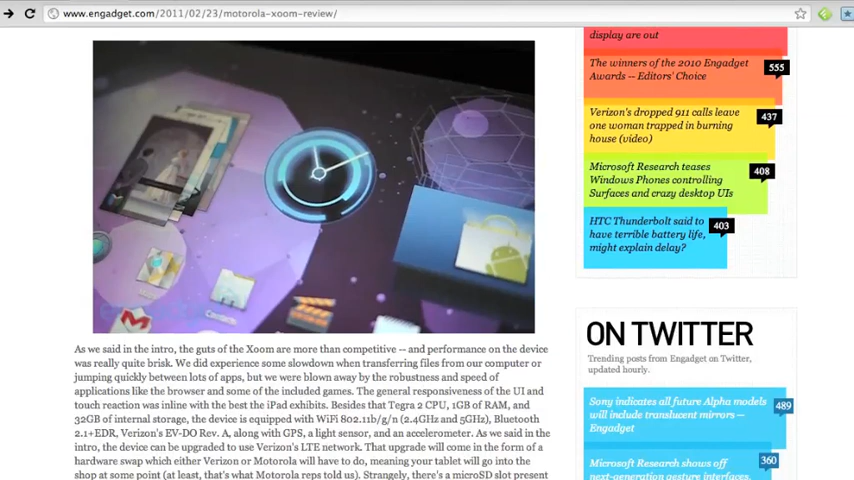 www.engadget.com/2011/02/23/motorola-xoom-review/
As we said in the intro, the guts of the Xoom are more than competitive -- and performance on the device
was really quite brisk. We did experience some slowdown when transferring files from our computer or
jumping quickly between lots of apps, but we were blown away by the robustness and speed of
applications like the browser and some of the included games. The general responsiveness of the UI and
touch reaction was inline with the best the iPad exhibits. Besides that Tegra 2 CPU, 1GB of RAM, and
32GB of internal storage, the device is equipped with WiFi 802.11b/g/n (2.4GHz and 5GHz), Bluetooth
2.1+EDR, Verizon's EV-DO Rev. A, along with GPS, a light sensor, and an accelerometer. As we said in the
intro, the device can be upgraded to use Verizon's LTE network. That upgrade will come in the form of a
hardware swap which either Verizon or Motorola will have to do, meaning your tablet will go into the
shop at some point (at least, that's what Motorola reps told us). Strangely, there's a microSD slot present
display are out
The winners of the 2010 Engadget
Awards -- Editors' Choice
555
Verizon's dropped 911 calls leave
one woman trapped in burning
house (video)
437
Microsoft Research teases
Windows Phones controlling
Surfaces and crazy desktop UIs
408
HTC Thunderbolt said to
have terrible battery life,
might explain delay?
403
ON TWITTER
Trending posts from Engadget on Twitter,
updated hourly.
Sony indicates all future Alpha models
will include translucent mirrors --
Engadget
489
Microsoft Research shows off
next-generation gesture interfaces,
360